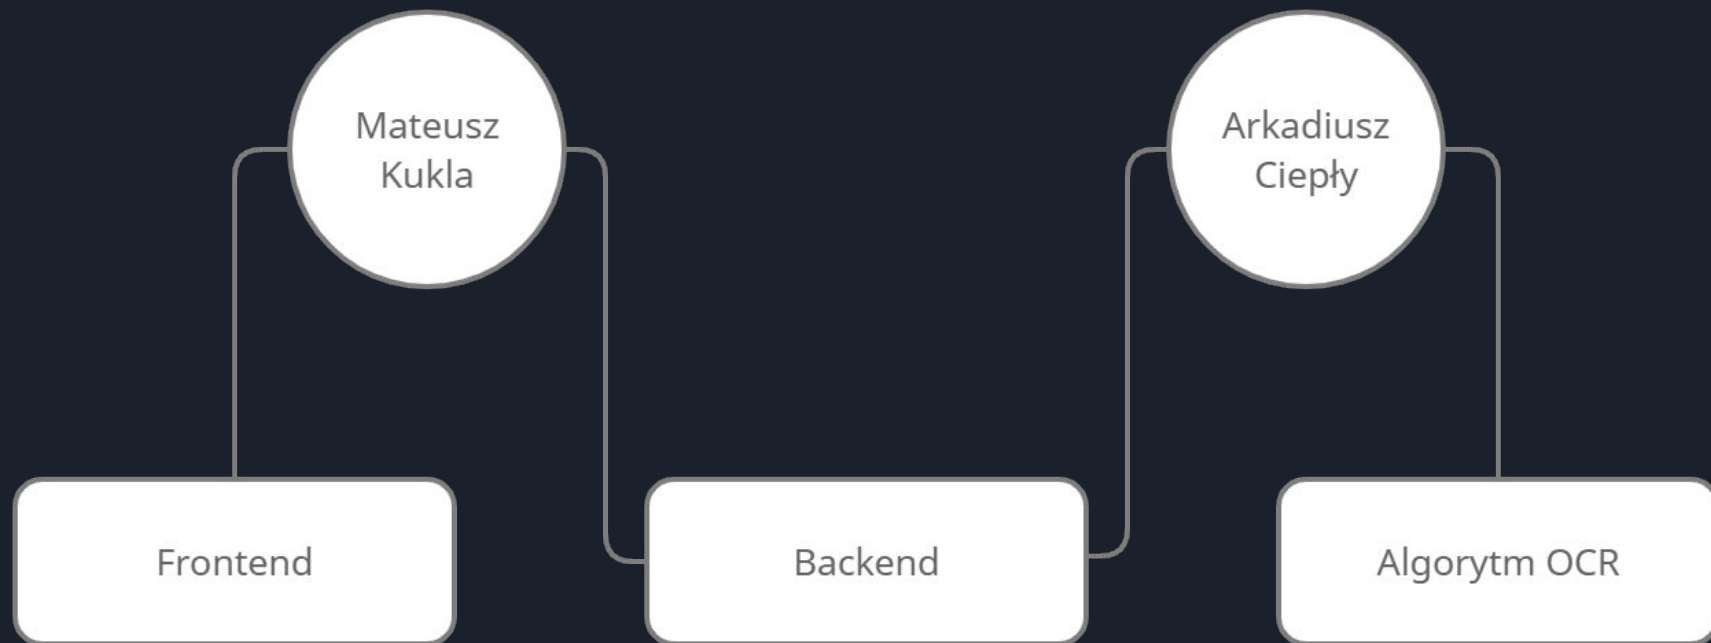 Mateusz
Kukla
Arkadiusz
Ciepły
Frontend
Backend
Algorytm OCR